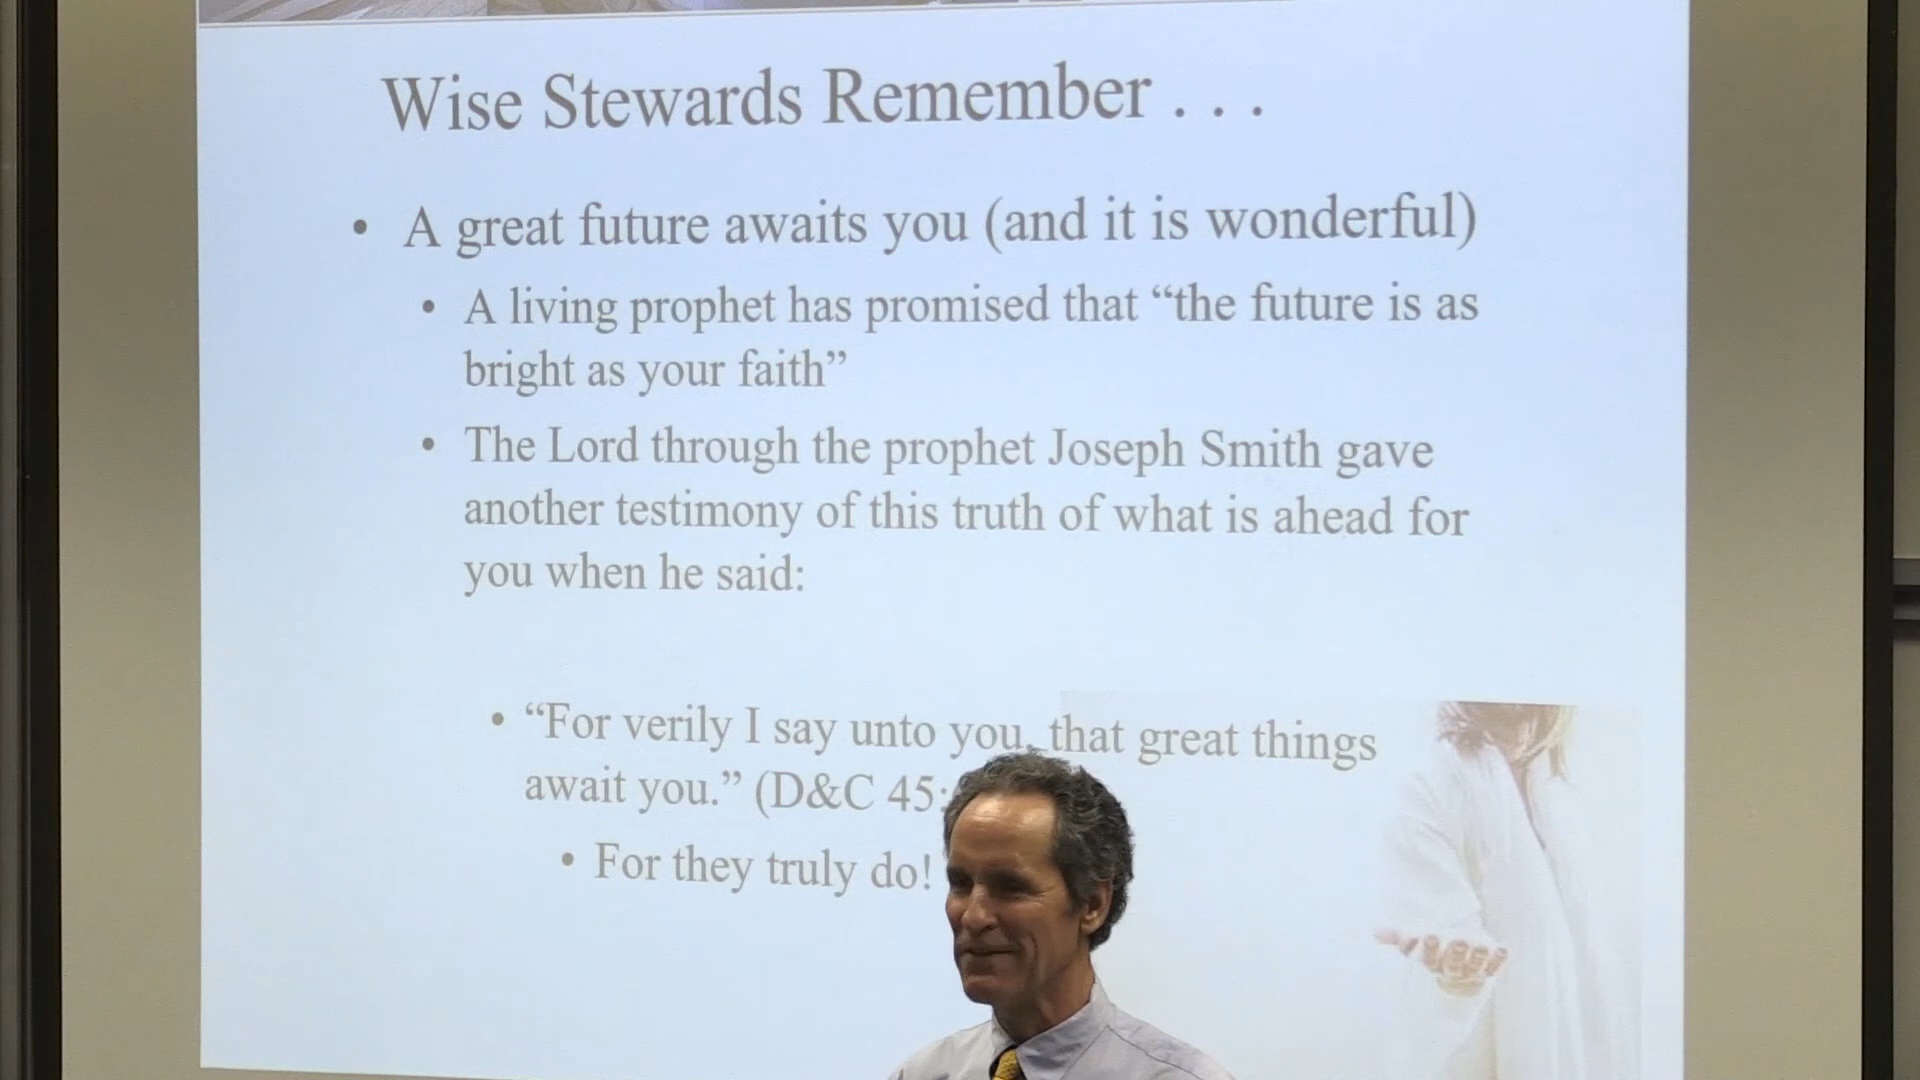 Wise Stewards Remember . . .
• A great future awaits you (and it is wonderful)
• A living prophet has promised that “the future is as
bright as your faith”
• The Lord through the prophet Joseph Smith gave
another testimony of this truth of what is ahead for
you when he said:
• “For verily I say unto you, that great things
await you.” (D&C 45:
• For they truly do!